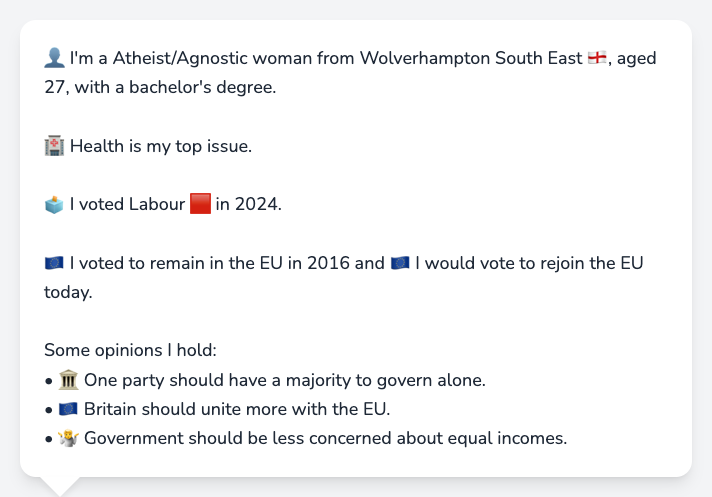 👤 I'm a Atheist/Agnostic woman from Wolverhampton South East 🏴󠁧󠁢󠁥󠁮󠁧󠁿, aged
27, with a bachelor's degree.
🏥 Health is my top issue.
🗳️ I voted Labour 🟥 in 2024.
🇪🇺 I voted to remain in the EU in 2016 and 🇪🇺 I would vote to rejoin the EU
today.
Some opinions I hold:
• 🏛️ One party should have a majority to govern alone.
• 🇪🇺 Britain should unite more with the EU.
• 🤹 Government should be less concerned about equal incomes.